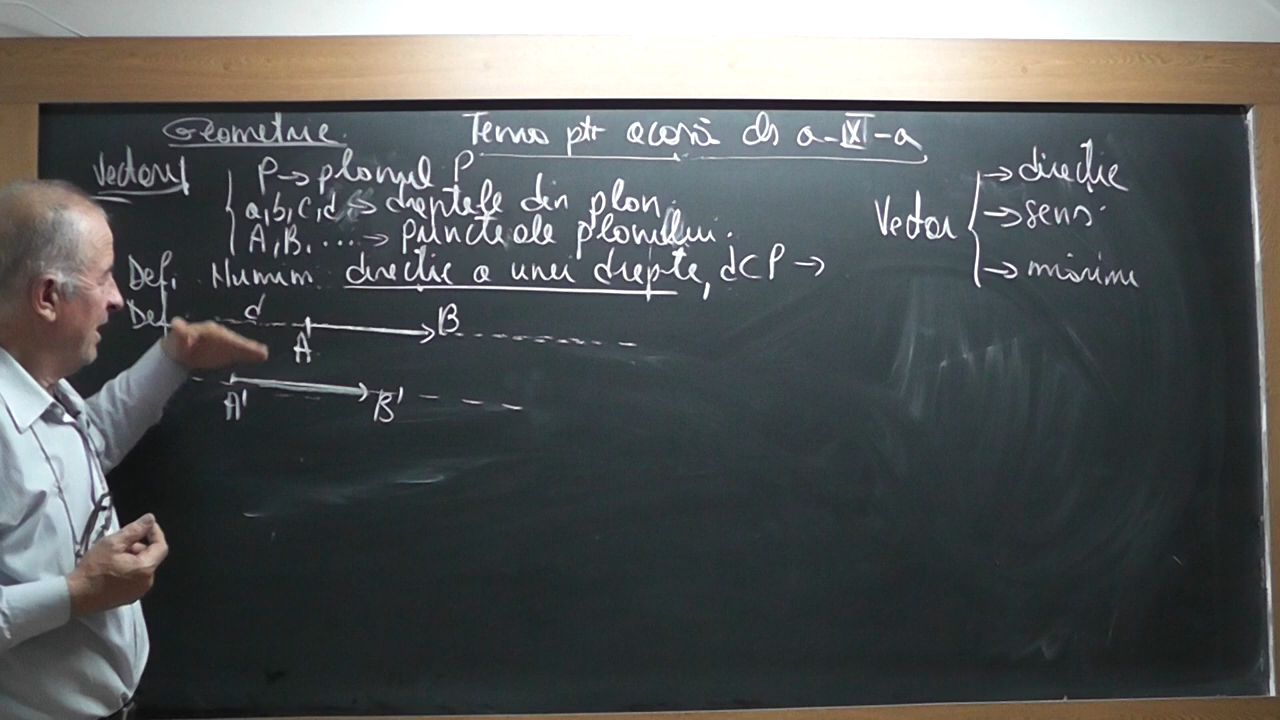 Geometrie. Tema ptr acasă cls a-IX-a
Vectori
P → planul P
a, b, c, d → dreptele din plan.
A, B, ... → punctele planului.
Def. Numim direcție a unei drepte, d⊂P →
Def
d A B
A' B'
Vector
→ direcție
→ sens
→ mărime